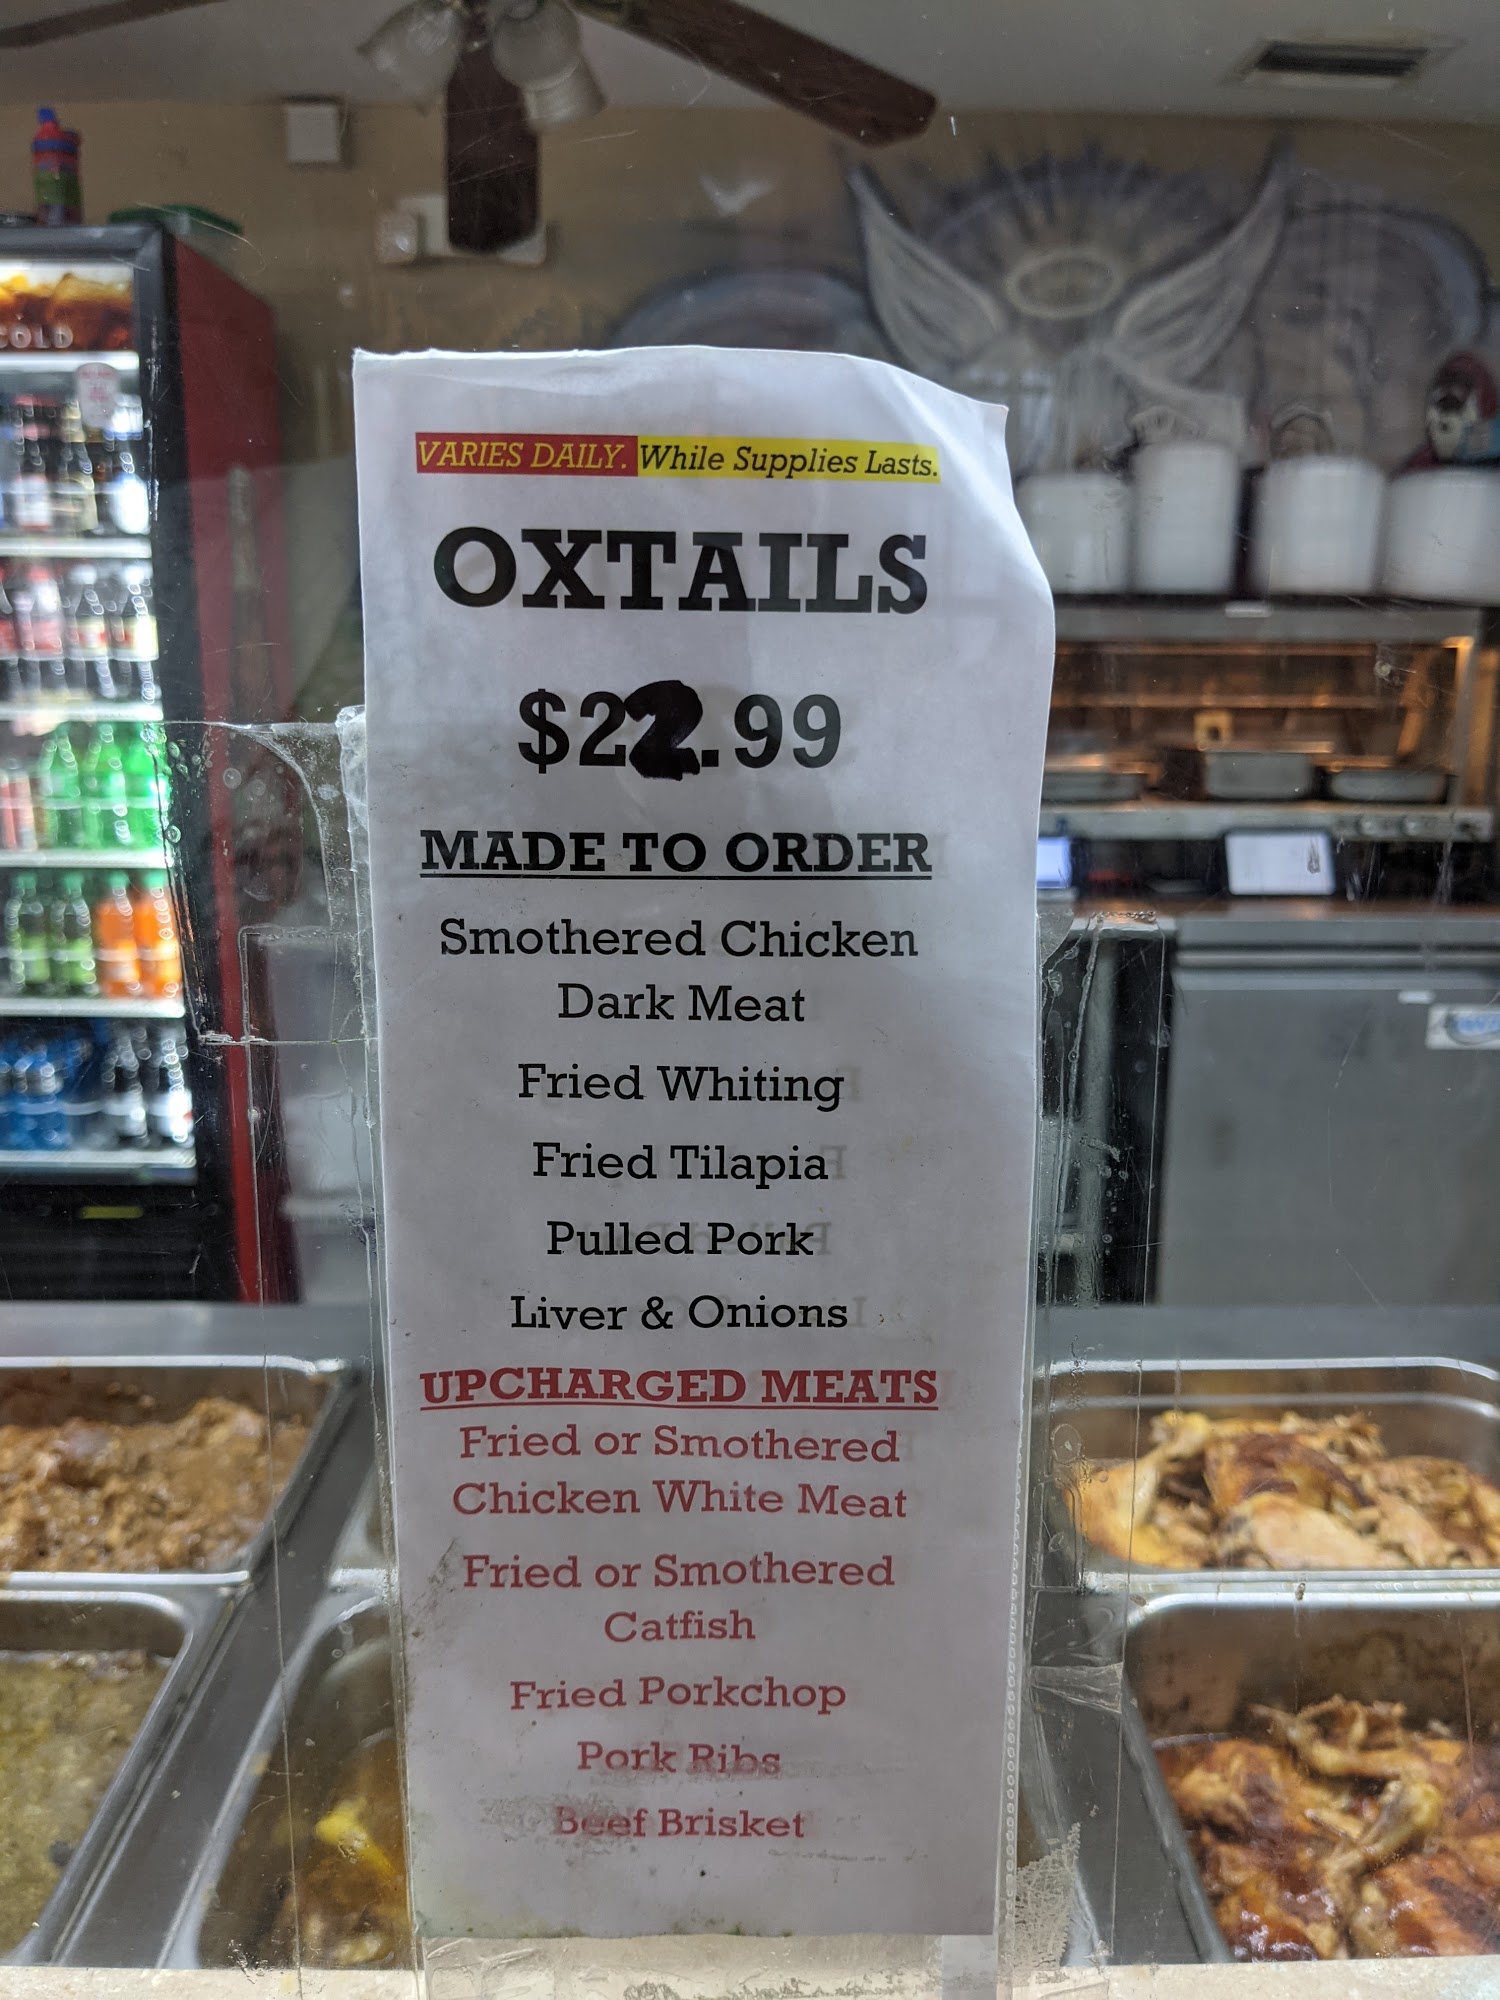 COLD
VARIES DAILY. While Supplies Lasts.
OXTAILS
$22.99
MADE TO ORDER
Smothered Chicken
Dark Meat
Fried Whiting
Fried Tilapia
Pulled Pork
Liver & Onions
UPCHARGED MEATS
Fried or Smothered
Chicken White Meat
Fried or Smothered
Catfish
Fried Porkchop
Pork Ribs
Beef Brisket